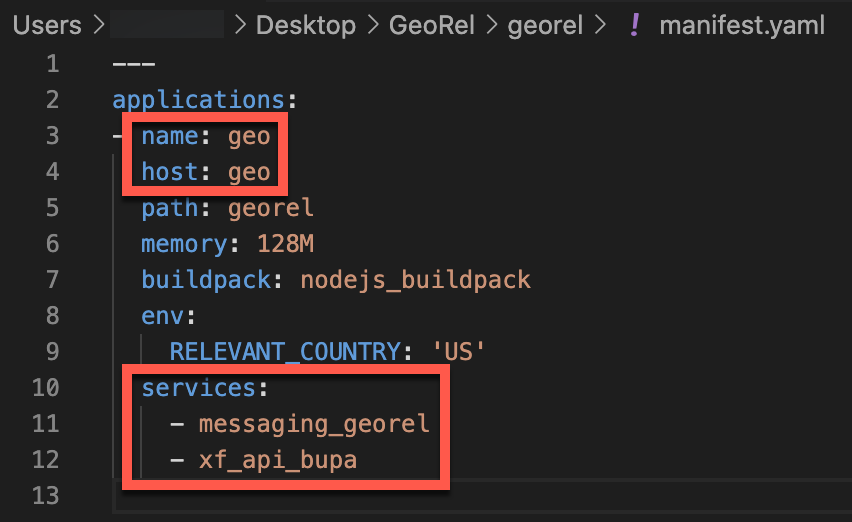 Users > > Desktop > GeoRel > georel > ! manifest.yaml
1 ---
2 applications:
3 - name: geo
4 host: geo
5 path: georel
6 memory: 128M
7 buildpack: nodejs_buildpack
8 env:
9 RELEVANT_COUNTRY: 'US'
10 services:
11 - messaging_georel
12 - xf_api_bupa
13